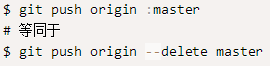 $ git push origin :master
# 等同于
$ git push origin --delete master